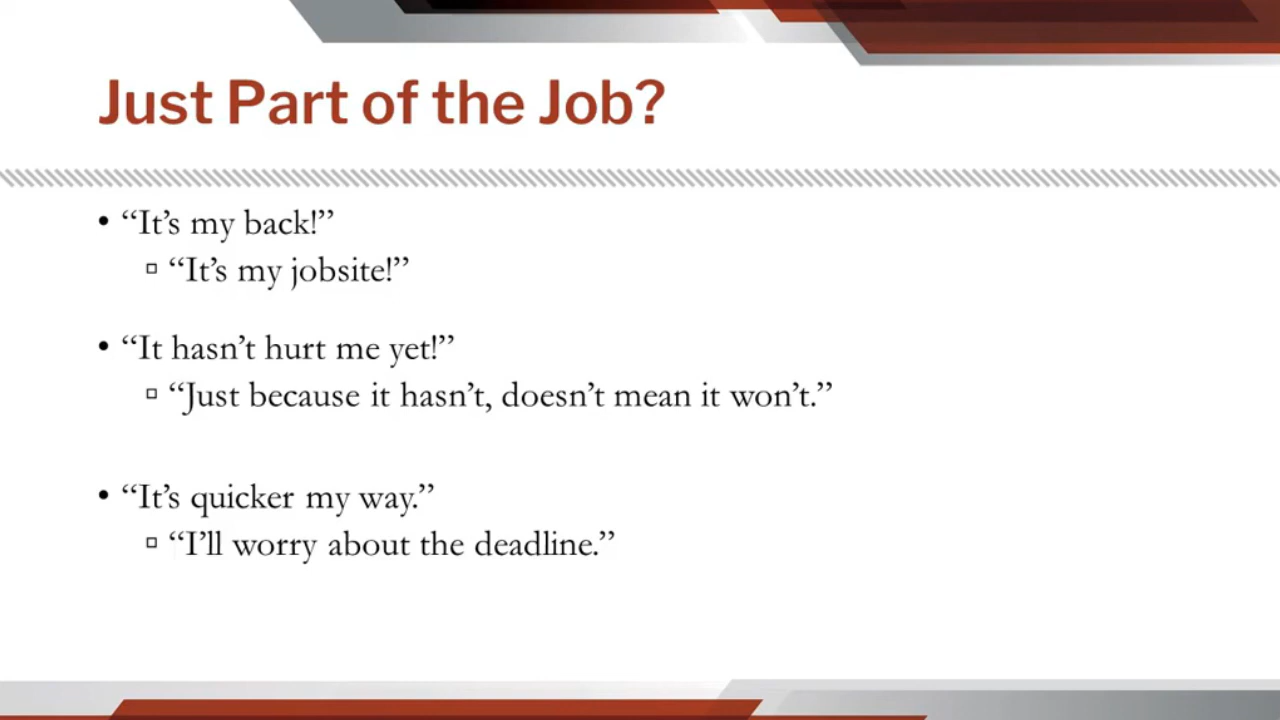 Just Part of the Job?
• “It’s my back!”
▫ “It’s my jobsite!”
• “It hasn’t hurt me yet!”
▫ “Just because it hasn’t, doesn’t mean it won’t.”
• “It’s quicker my way.”
▫ “I’ll worry about the deadline.”